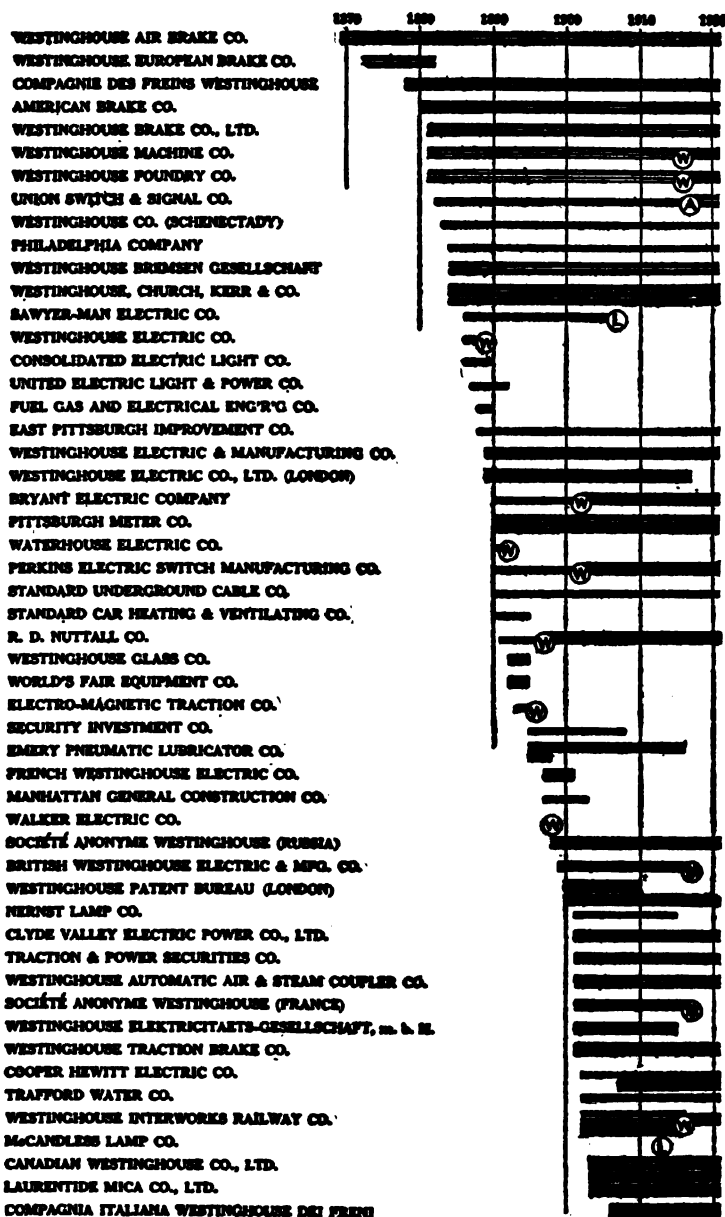 1870 1880 1890 1900 1910 1920
WESTINGHOUSE AIR BRAKE CO.
WESTINGHOUSE EUROPEAN BRAKE CO.
COMPAGNIE DES FREINS WESTINGHOUSE
AMERICAN BRAKE CO.
WESTINGHOUSE BRAKE CO., LTD.
WESTINGHOUSE MACHINE CO. W
WESTINGHOUSE FOUNDRY CO. W
UNION SWITCH & SIGNAL CO. A
WESTINGHOUSE CO. (SCHENECTADY)
PHILADELPHIA COMPANY
WESTINGHOUSE BREMSEN GESELLSCHAFT
WESTINGHOUSE, CHURCH, KERR & CO.
SAWYER-MAN ELECTRIC CO. L
WESTINGHOUSE ELECTRIC CO. W
CONSOLIDATED ELECTRIC LIGHT CO.
UNITED ELECTRIC LIGHT & POWER CO.
FUEL GAS AND ELECTRICAL ENG'R'G CO.
EAST PITTSBURGH IMPROVEMENT CO.
WESTINGHOUSE ELECTRIC & MANUFACTURING CO.
WESTINGHOUSE ELECTRIC CO., LTD. (LONDON)
BRYANT ELECTRIC COMPANY W
PITTSBURGH METER CO.
WATERHOUSE ELECTRIC CO. W
PERKINS ELECTRIC SWITCH MANUFACTURING CO. W
STANDARD UNDERGROUND CABLE CO.
STANDARD CAR HEATING & VENTILATING CO.
R. D. NUTTALL CO. W
WESTINGHOUSE GLASS CO.
WORLD'S FAIR EQUIPMENT CO.
ELECTRO-MAGNETIC TRACTION CO. W
SECURITY INVESTMENT CO.
EMERY PNEUMATIC LUBRICATOR CO.
FRENCH WESTINGHOUSE ELECTRIC CO.
MANHATTAN GENERAL CONSTRUCTION CO.
WALKER ELECTRIC CO. W
SOCIÉTÉ ANONYME WESTINGHOUSE (RUSSIA)
BRITISH WESTINGHOUSE ELECTRIC & MFG. CO.
WESTINGHOUSE PATENT BUREAU (LONDON)
NERNST LAMP CO.
CLYDE VALLEY ELECTRIC POWER CO., LTD.
TRACTION & POWER SECURITIES CO.
WESTINGHOUSE AUTOMATIC AIR & STEAM COUPLER CO.
SOCIÉTÉ ANONYME WESTINGHOUSE (FRANCE)
WESTINGHOUSE ELEKTRICITAETS-GESELLSCHAFT, m. b. H.
WESTINGHOUSE TRACTION BRAKE CO.
COOPER HEWITT ELECTRIC CO.
TRAFFORD WATER CO.
WESTINGHOUSE INTERWORKS RAILWAY CO. W
McCANDLESS LAMP CO. L
CANADIAN WESTINGHOUSE CO., LTD.
LAURENTIDE MICA CO., LTD.
COMPAGNIA ITALIANA WESTINGHOUSE DEI FRENI